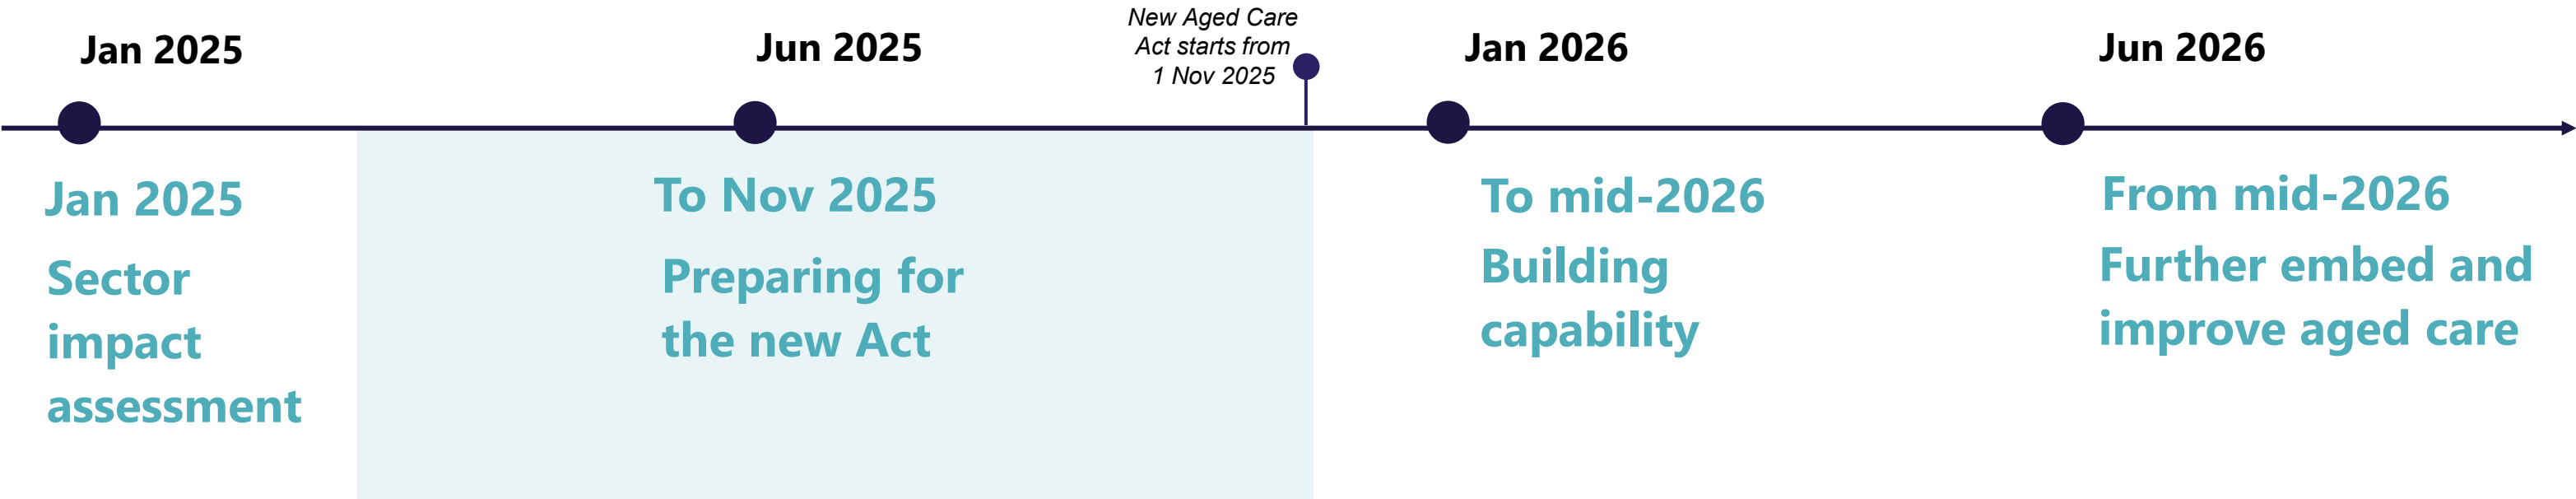 Jan 2025
Jun 2025
New Aged Care
Act starts from
1 Nov 2025
Jan 2026
Jun 2026
Jan 2025
Sector
impact
assessment
To Nov 2025
Preparing for
the new Act
To mid-2026
Building
capability
From mid-2026
Further embed and
improve aged care